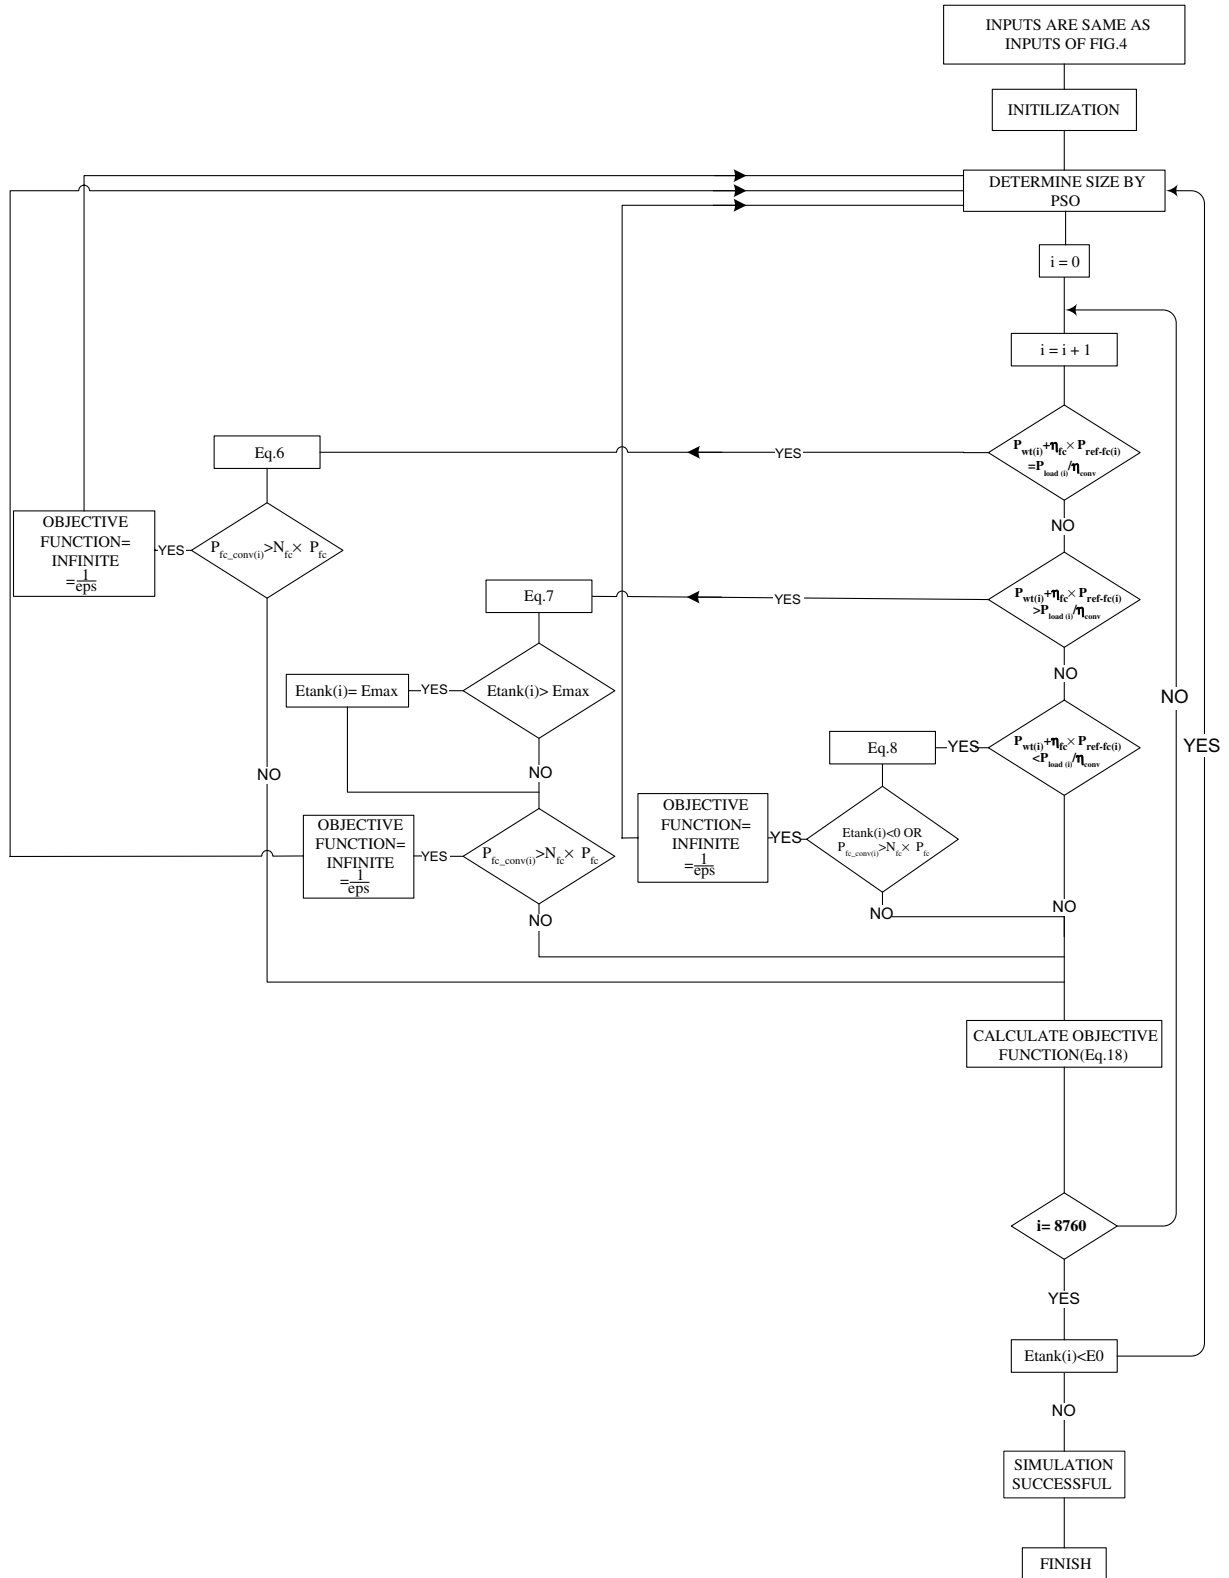 INPUTS ARE SAME AS
INPUTS OF FIG.4
INITILIZATION
DETERMINE SIZE BY
PSO
i = 0
i = i + 1
P_wt(i)+η_fc×P_ref-fc(i)
=P_load (i)/η_conv
YES
Eq.6
NO
P_fc_conv(i)>N_fc× P_fc
YES
OBJECTIVE
FUNCTION=
INFINITE
=1/eps
NO
P_wt(i)+η_fc×P_ref-fc(i)
>P_load (i)/η_conv
YES
Eq.7
NO
Etank(i)> Emax
YES
Etank(i)= Emax
NO
P_fc_conv(i)>N_fc× P_fc
YES
OBJECTIVE
FUNCTION=
INFINITE
=1/eps
NO
P_wt(i)+η_fc×P_ref-fc(i)
<P_load (i)/η_conv
YES
Eq.8
NO
Etank(i)<0 OR
P_fc_conv(i)>N_fc× P_fc
YES
OBJECTIVE
FUNCTION=
INFINITE
=1/eps
NO
CALCULATE OBJECTIVE
FUNCTION(Eq.18)
i= 8760
NO
YES
Etank(i)<E0
YES
NO
SIMULATION
SUCCESSFUL
FINISH